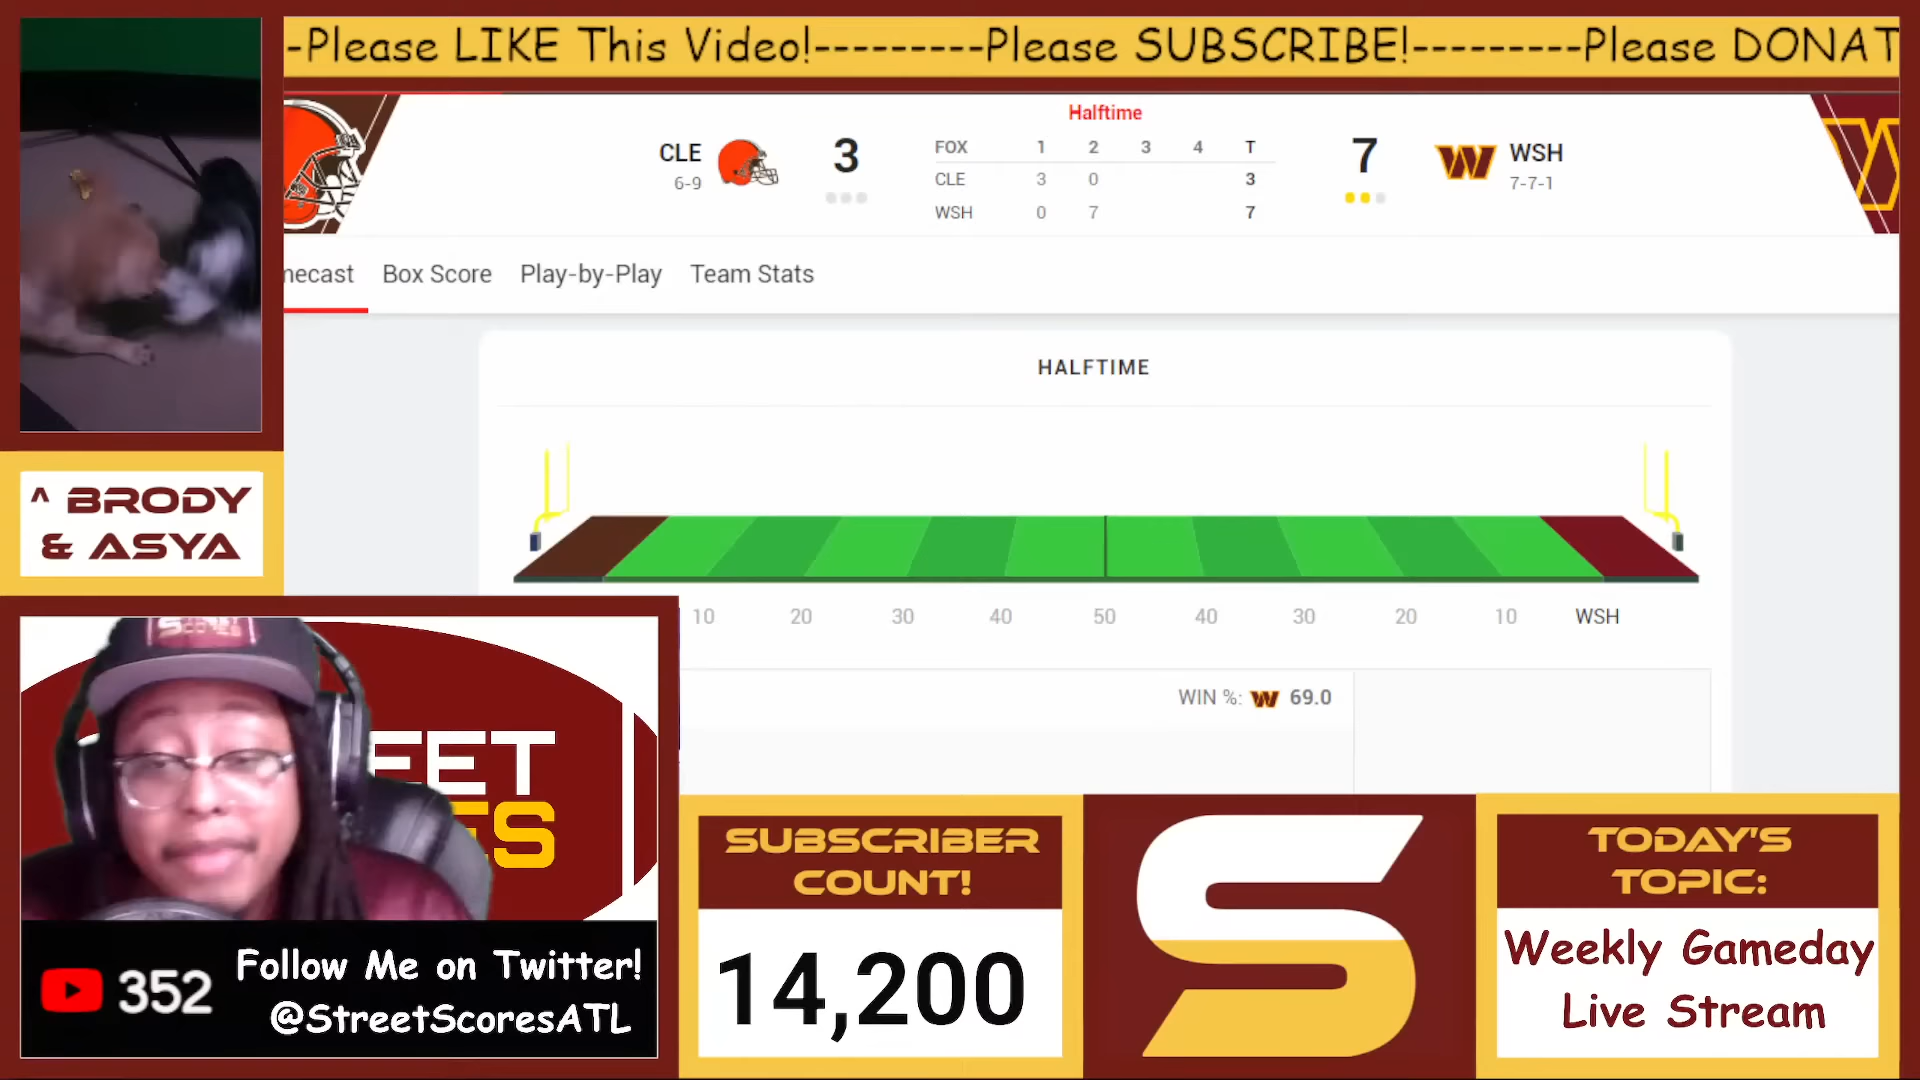 -Please LIKE This Video!---------Please SUBSCRIBE!---------Please DONAT
Halftime
CLE 3 FOX 1 2 3 4 T 7 WSH
6-9 CLE 3 0 3 7-7-1
WSH 0 7 7
mecast Box Score Play-by-Play Team Stats
HALFTIME
^ BRODY
& ASYA
10 20 30 40 50 40 30 20 10 WSH
WIN %: W 69.0
EET
ES
352
Follow Me on Twitter!
@StreetScoresATL
SUBSCRIBER
COUNT!
14,200
S
TODAY'S
TOPIC:
Weekly Gameday
Live Stream